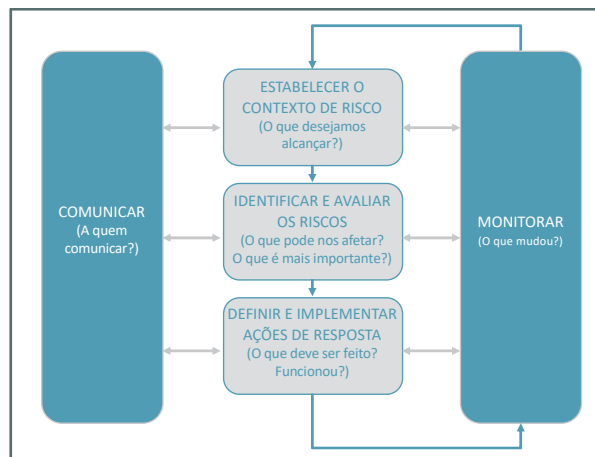 COMUNICAR
(A quem
comunicar?)
ESTABELECER O
CONTEXTO DE RISCO
(O que desejamos
alcançar?)
IDENTIFICAR E AVALIAR
OS RISCOS
(O que pode nos afetar?
O que é mais importante?)
DEFINIR E IMPLEMENTAR
AÇÕES DE RESPOSTA
(O que deve ser feito?
Funcionou?)
MONITORAR
(O que mudou?)